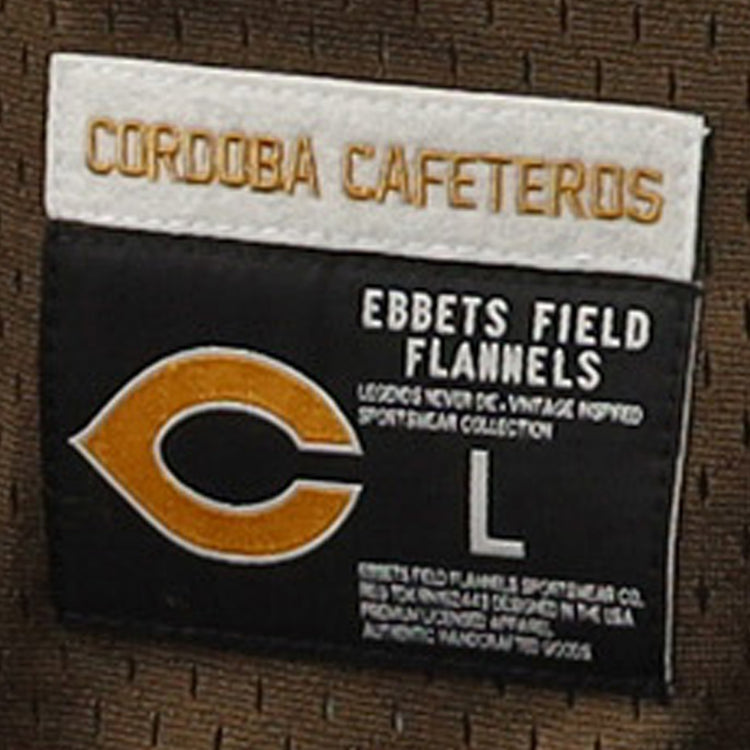 CORDOBA CAFETEROS
EBBETS FIELD
FLANNELS
LEGENDS NEVER DIE. VINTAGE INSPIRED
SPORTSWEAR COLLECTION
L
EBBETS FIELD FLANNELS SPORTSWEAR CO.
DESIGNED IN THE USA
PREMIUM LICENSED APPAREL
AUTHENTIC HANDCRAFTED GOODS